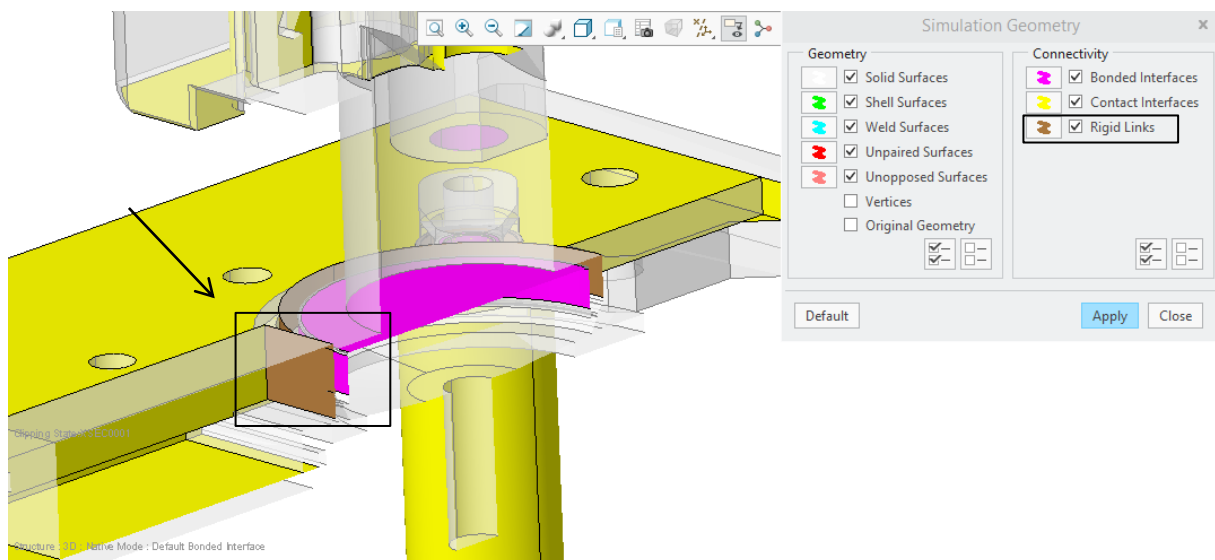 Simulation Geometry
x
Geometry
Solid Surfaces
Shell Surfaces
Weld Surfaces
Unpaired Surfaces
Unopposed Surfaces
Vertices
Original Geometry
Connectivity
Bonded Interfaces
Contact Interfaces
Rigid Links
Default
Apply
Close
Structure : 3D : Native Mode : Default Bonded Interface